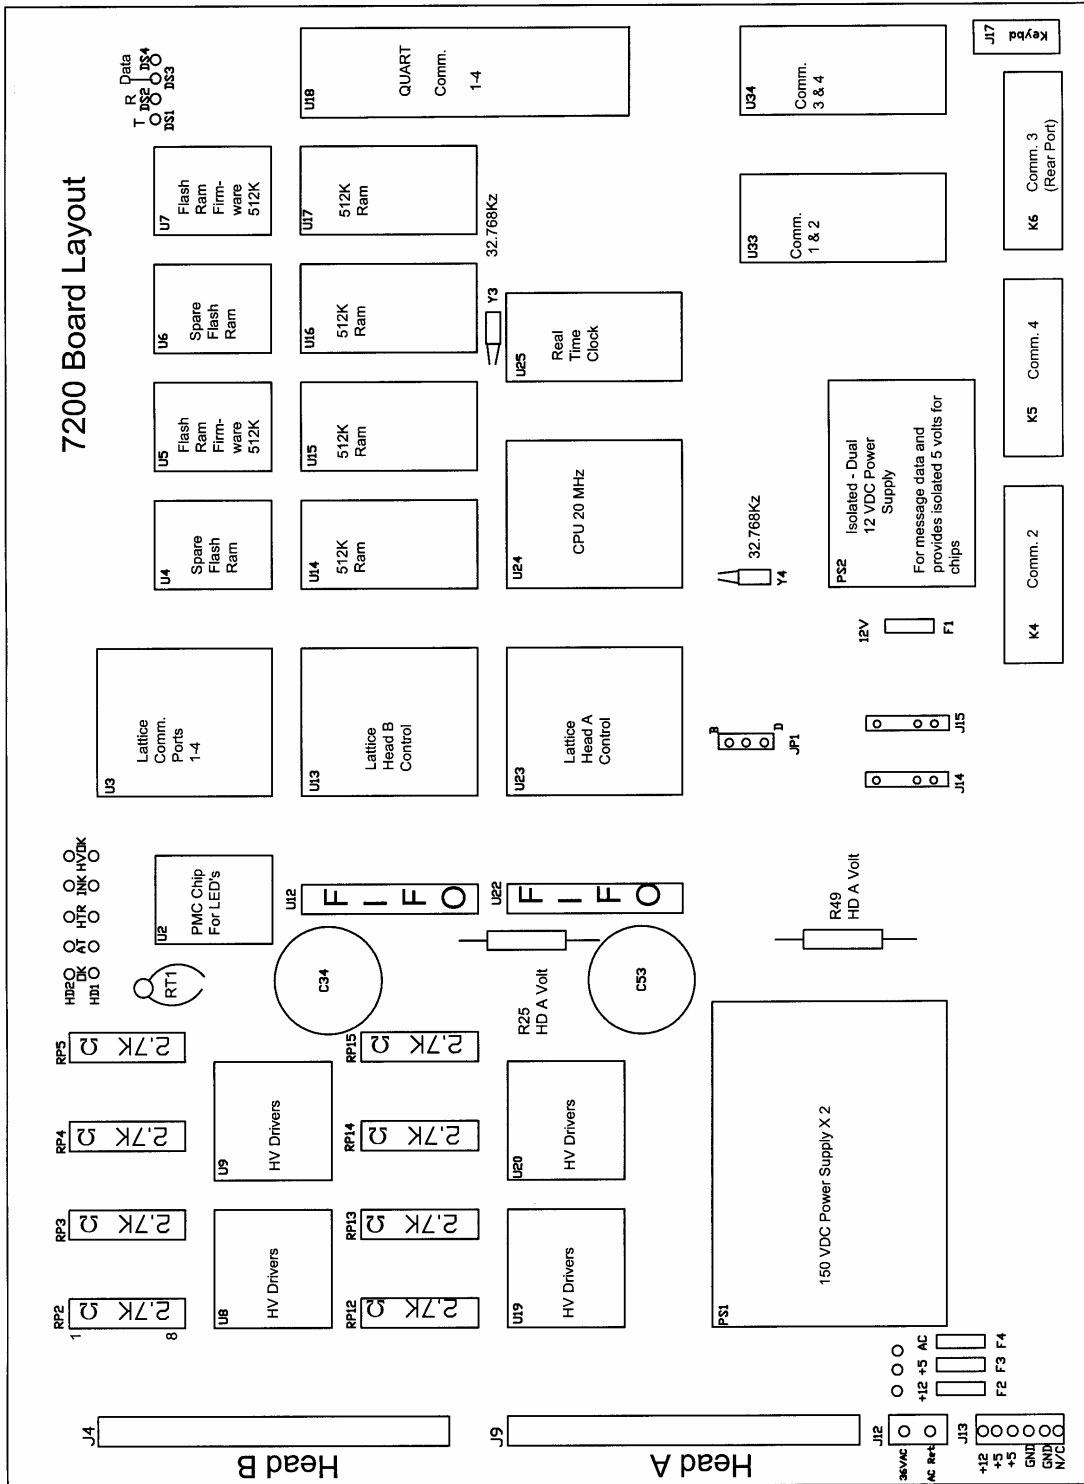 7200 Board Layout
J4
Head B
J9
Head A
RP2
1
8
2.7K Ω
RP3
2.7K Ω
RP4
2.7K Ω
RP5
2.7K Ω
HD2
OK
HD1
AT
HTR
INK
HVOK
RT1
U2
PMC Chip
For LED's
U3
Lattice
Comm.
Ports
1-4
U4
Spare
Flash
Ram
U5
Flash
Ram
Firm-
ware
512K
U6
Spare
Flash
Ram
U7
Flash
Ram
Firm-
ware
512K
T R Data
DS1
DS2
DS3
DS4
U8
HV Drivers
U9
HV Drivers
C34
U12
FIFO
U13
Lattice
Head B
Control
U14
512K
Ram
U15
512K
Ram
U16
512K
Ram
U17
512K
Ram
U18
QUART
Comm.
1-4
RP12
2.7K Ω
RP13
2.7K Ω
RP14
2.7K Ω
RP15
2.7K Ω
U19
HV Drivers
U20
HV Drivers
R25
HD A Volt
C53
U22
FIFO
U23
Lattice
Head A
Control
U24
CPU 20 MHz
Y3
32.768Kz
U25
Real
Time
Clock
PS1
150 VDC Power Supply X 2
R49
HD A Volt
B
D
JP1
Y4
32.768Kz
U33
Comm.
1 & 2
U34
Comm.
3 & 4
J12
36VAC
AC Ret
+12
+5
AC
F2
F3
F4
J13
+12
+5
+5
GND
GND
N/C
J14
J15
12V
F1
PS2
Isolated - Dual
12 VDC Power
Supply
For message data and
provides isolated 5 volts for
chips
K4
Comm. 2
K5
Comm. 4
K6
Comm. 3
(Rear Port)
J17
Keybd